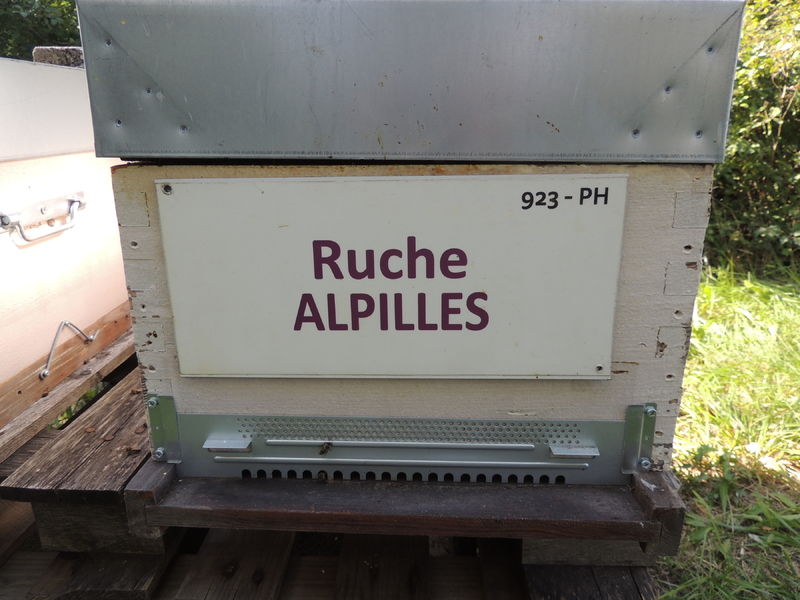 923 - PH
Ruche
ALPILLES